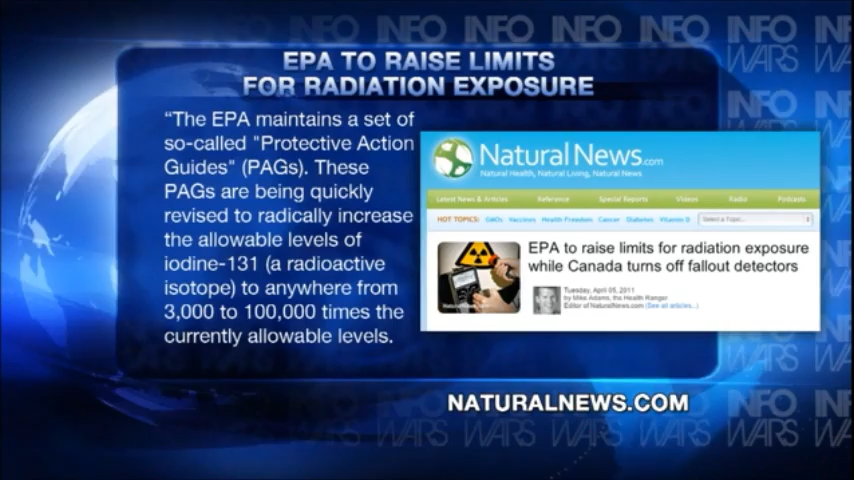 EPA TO RAISE LIMITS
FOR RADIATION EXPOSURE
“The EPA maintains a set of
so-called "Protective Action
Guides" (PAGs). These
PAGs are being quickly
revised to radically increase
the allowable levels of
iodine-131 (a radioactive
isotope) to anywhere from
3,000 to 100,000 times the
currently allowable levels.
NaturalNews.com
Natural Health, Natural Living, Natural News
Latest News & Articles Reference Special Reports Videos Radio Podcasts
HOT TOPICS: GMOs Vaccines Health Freedom Cancer Diabetes Vitamin D Select a Topic...
EPA to raise limits for radiation exposure
while Canada turns off fallout detectors
Tuesday, April 05, 2011
by Mike Adams, the Health Ranger
Editor of NaturalNews.com (See all articles...)
NATURALNEWS.COM
INFO
WARS